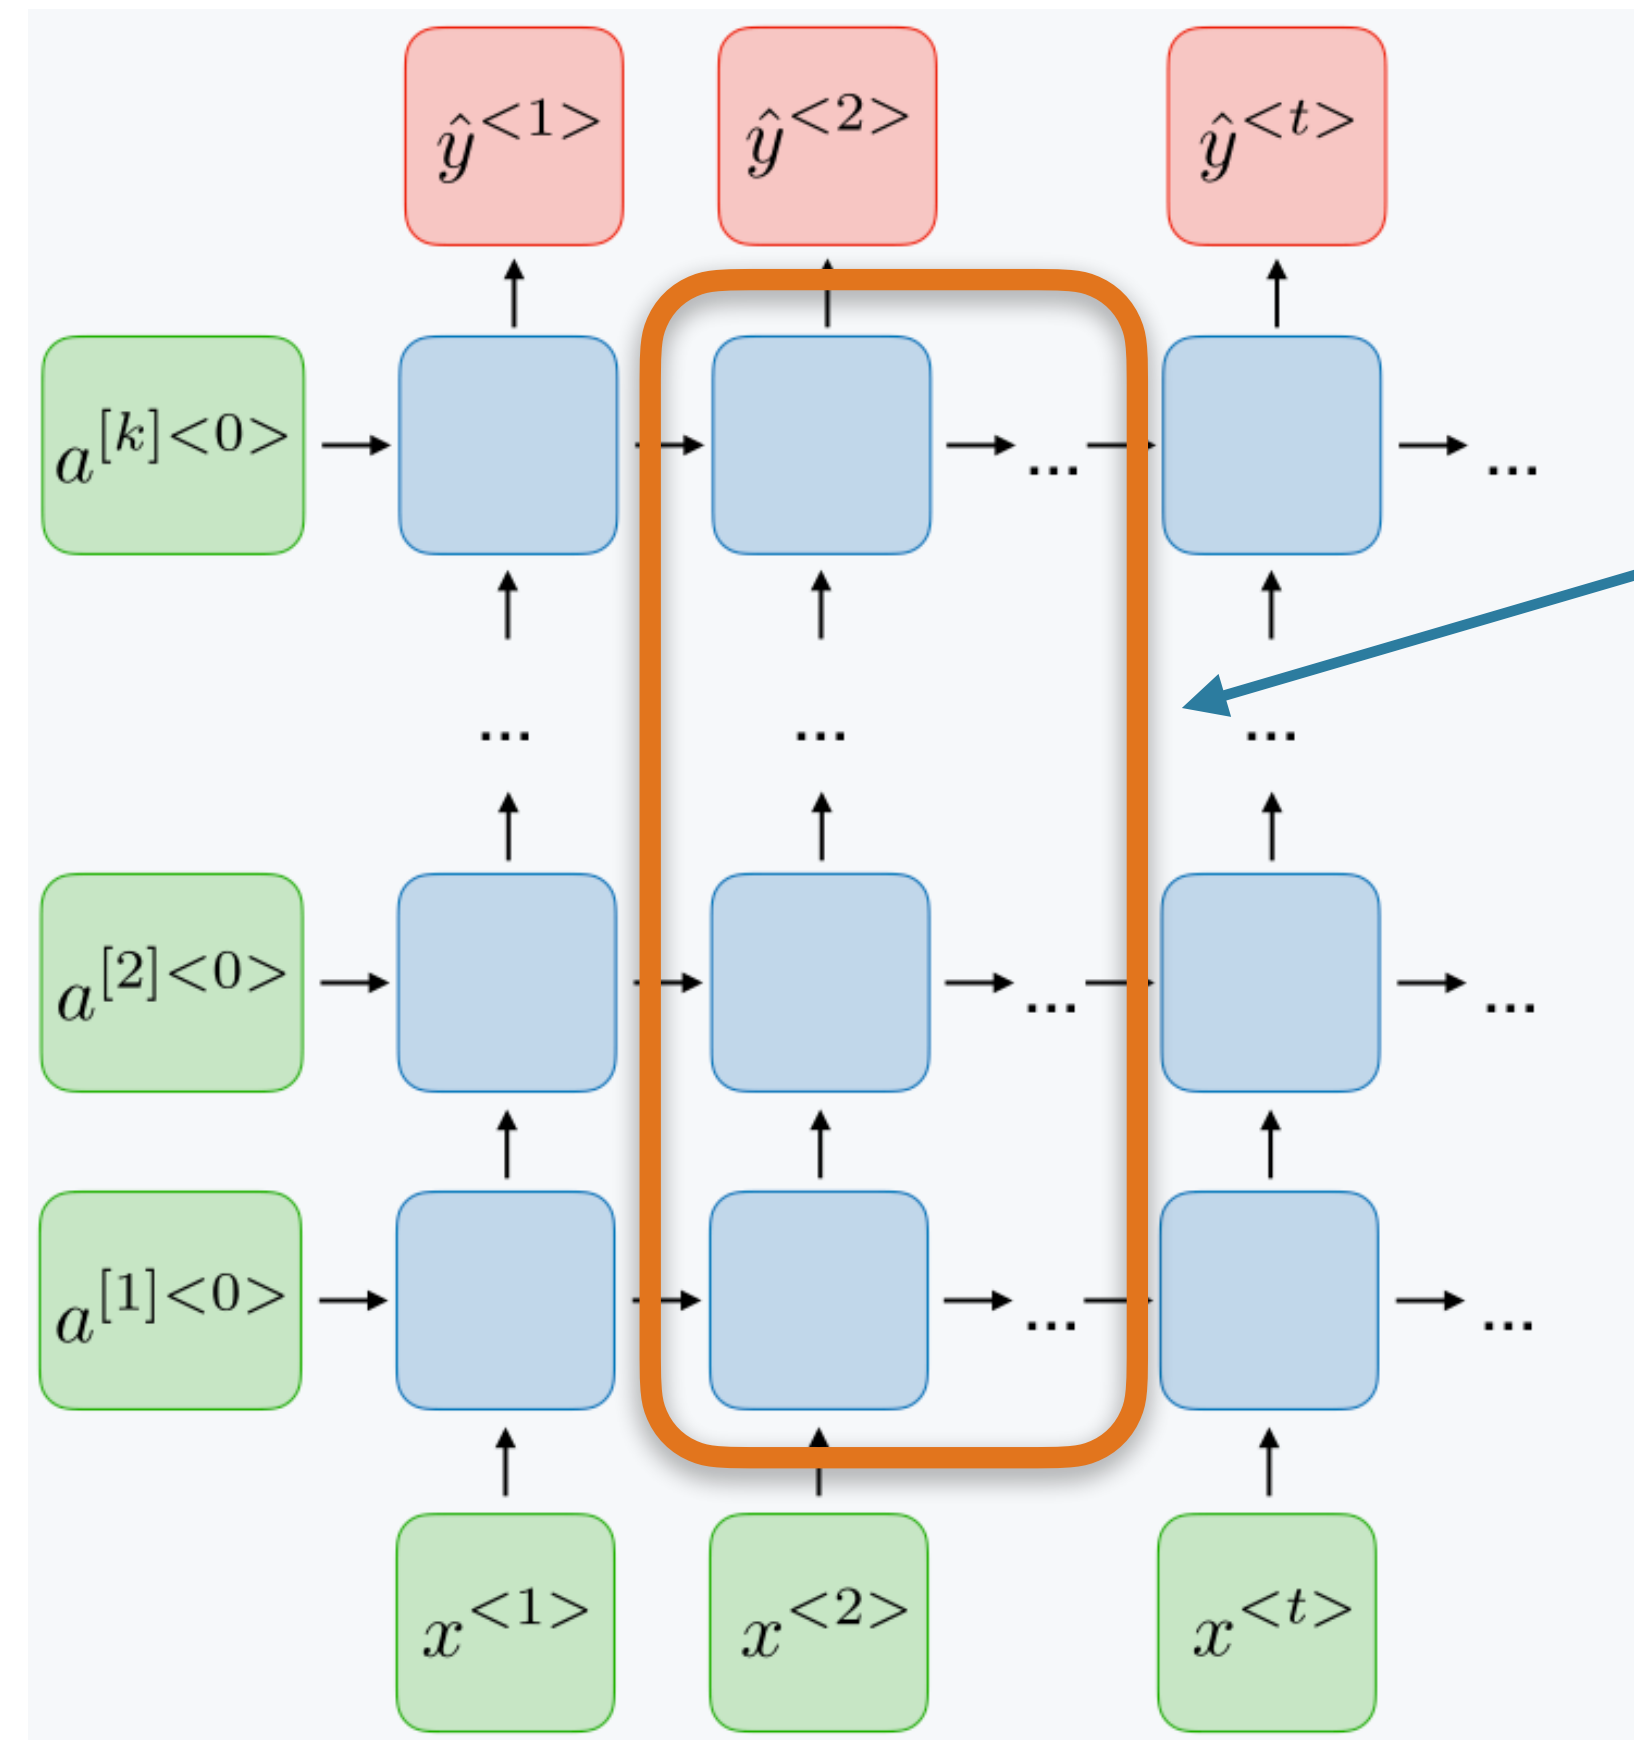 ŷ<1> ŷ<2> ŷ<t>
a[k]<0> ... ...
... ... ...
a[2]<0> ... ...
a[1]<0> ... ...
x<1> x<2> x<t>